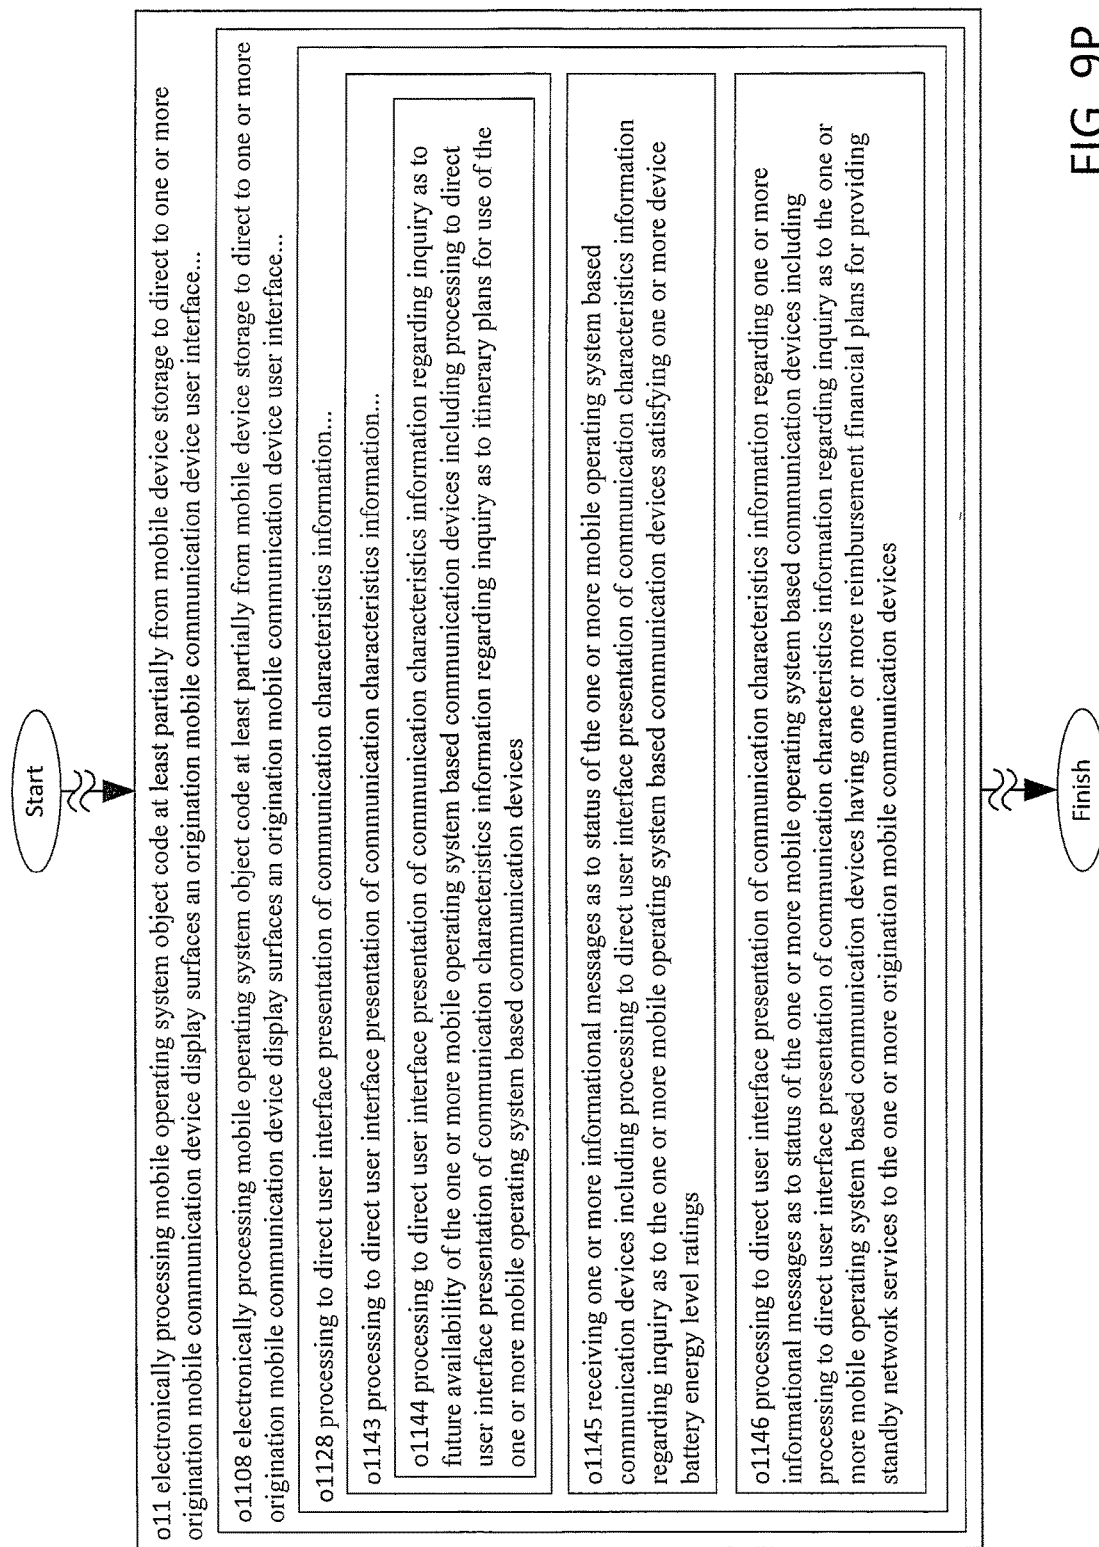 Start
o11 electronically processing mobile operating system object code at least partially from mobile device storage to direct to one or more
origination mobile communication device display surfaces an origination mobile communication device user interface...
o1108 electronically processing mobile operating system object code at least partially from mobile device storage to direct to one or more
origination mobile communication device display surfaces an origination mobile communication device user interface...
o1128 processing to direct user interface presentation of communication characteristics information...
o1143 processing to direct user interface presentation of communication characteristics information...
o1144 processing to direct user interface presentation of communication characteristics information regarding inquiry as to
future availability of the one or more mobile operating system based communication devices including processing to direct
user interface presentation of communication characteristics information regarding inquiry as to itinerary plans for use of the
one or more mobile operating system based communication devices
o1145 receiving one or more informational messages as to status of the one or more mobile operating system based
communication devices including processing to direct user interface presentation of communication characteristics information
regarding inquiry as to the one or more mobile operating system based communication devices satisfying one or more device
battery energy level ratings
o1146 processing to direct user interface presentation of communication characteristics information regarding one or more
informational messages as to status of the one or more mobile operating system based communication devices including
processing to direct user interface presentation of communication characteristics information regarding inquiry as to the one or
more mobile operating system based communication devices having one or more reimbursement financial plans for providing
standby network services to the one or more origination mobile communication devices
Finish
FIG. 9P